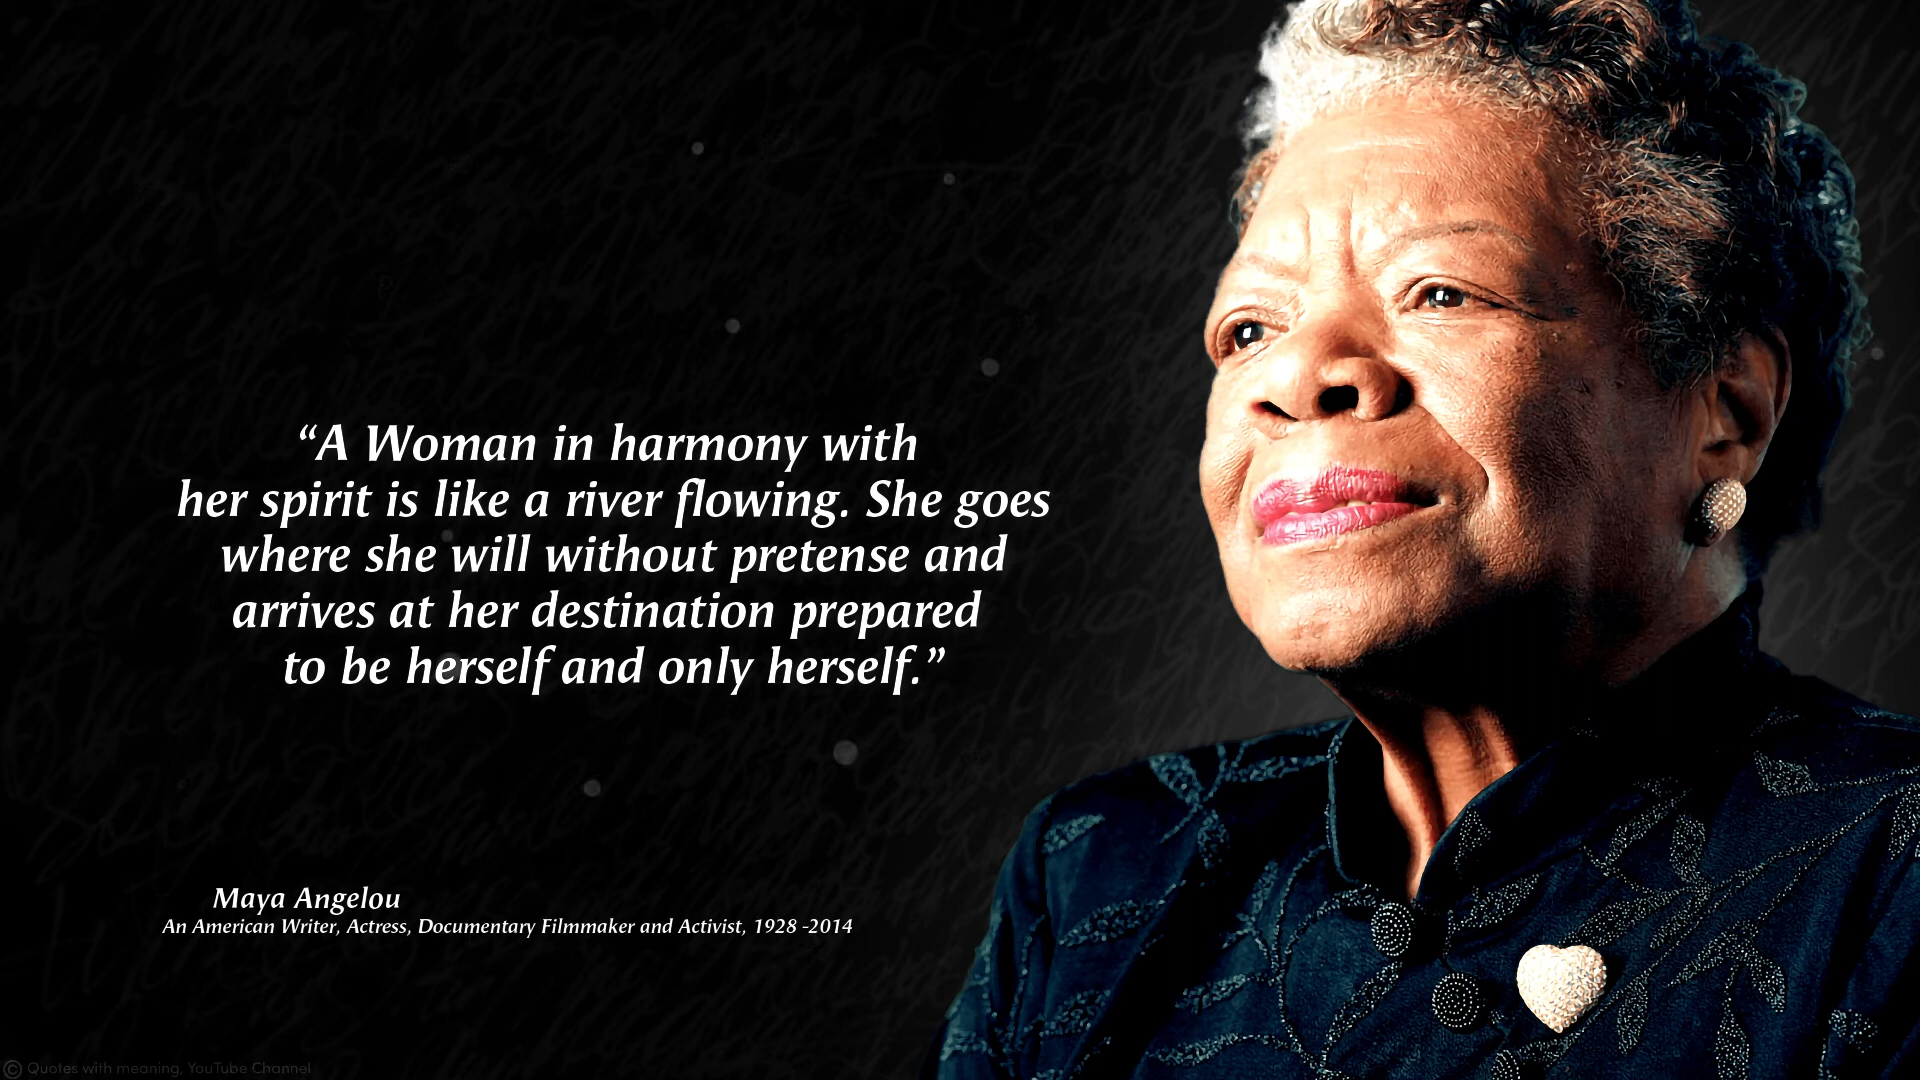 “A Woman in harmony with
her spirit is like a river flowing. She goes
where she will without pretense and
arrives at her destination prepared
to be herself and only herself.”
Maya Angelou
An American Writer, Actress, Documentary Filmmaker and Activist, 1928 -2014
© Quotes with meaning, YouTube Channel